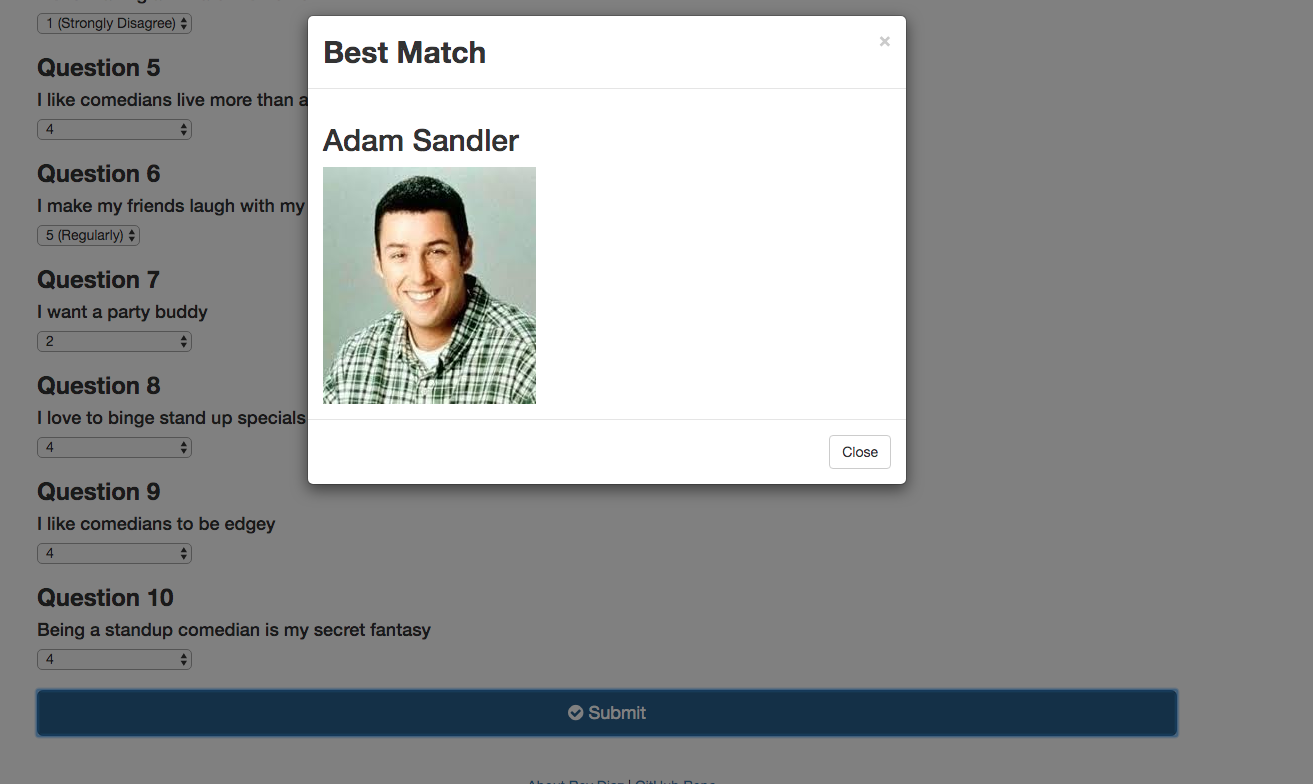 1 (Strongly Disagree)
Question 5
I like comedians live more than a
4
Question 6
I make my friends laugh with my
5 (Regularly)
Question 7
I want a party buddy
2
Question 8
I love to binge stand up specials
4
Question 9
I like comedians to be edgey
4
Question 10
Being a standup comedian is my secret fantasy
4
Submit
Best Match
×
Adam Sandler
Close